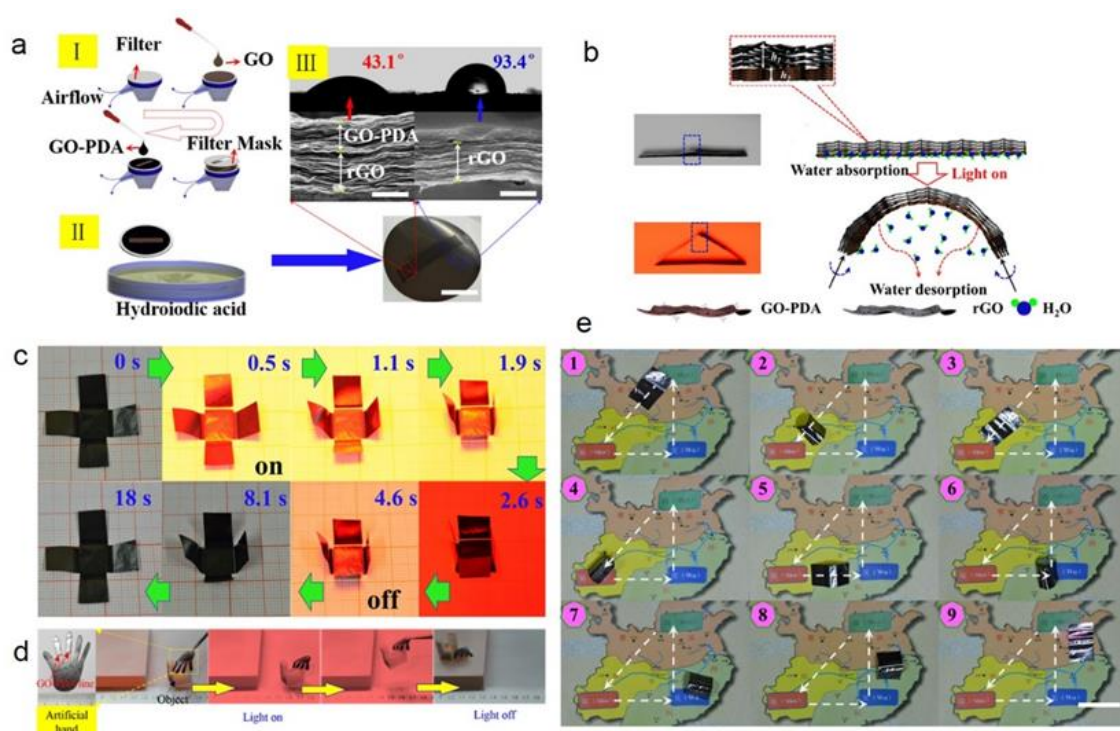 a
I
Filter
GO
Airflow
GO-PDA
Filter Mask
II
Hydroiodic acid
III
43.1°
93.4°
GO-PDA
rGO
rGO
b
Water absorption
Light on
Water desorption
GO-PDA
rGO
H₂O
c
0 s
0.5 s
1.1 s
1.9 s
on
18 s
8.1 s
4.6 s
2.6 s
off
d
Object
Artificial
hand
Light on
Light off
e
1
2
3
4
5
6
7
8
9